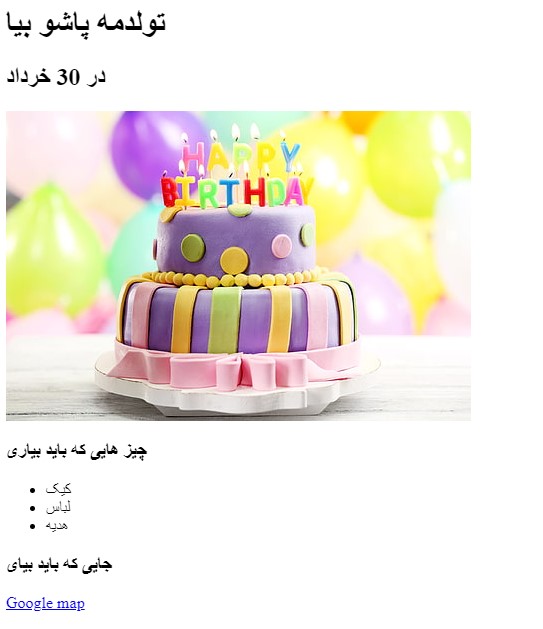 تولدمه پاشو بیا
در 30 خرداد
HAPPY
BIRTHDAY
چیز هایی که باید بیاری
کیک
لباس
هدیه
جایی که باید بیای
Google map